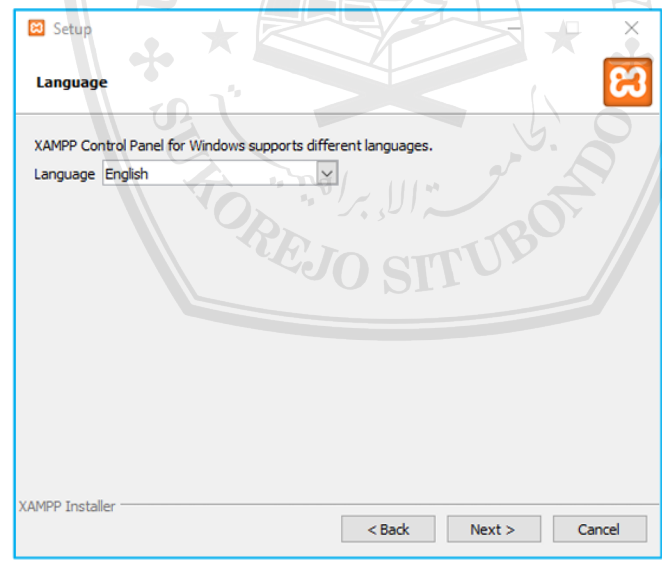 Setup
Language
XAMPP Control Panel for Windows supports different languages.
Language English
SUKOREJO SITUBONDO
XAMPP Installer
< Back Next > Cancel